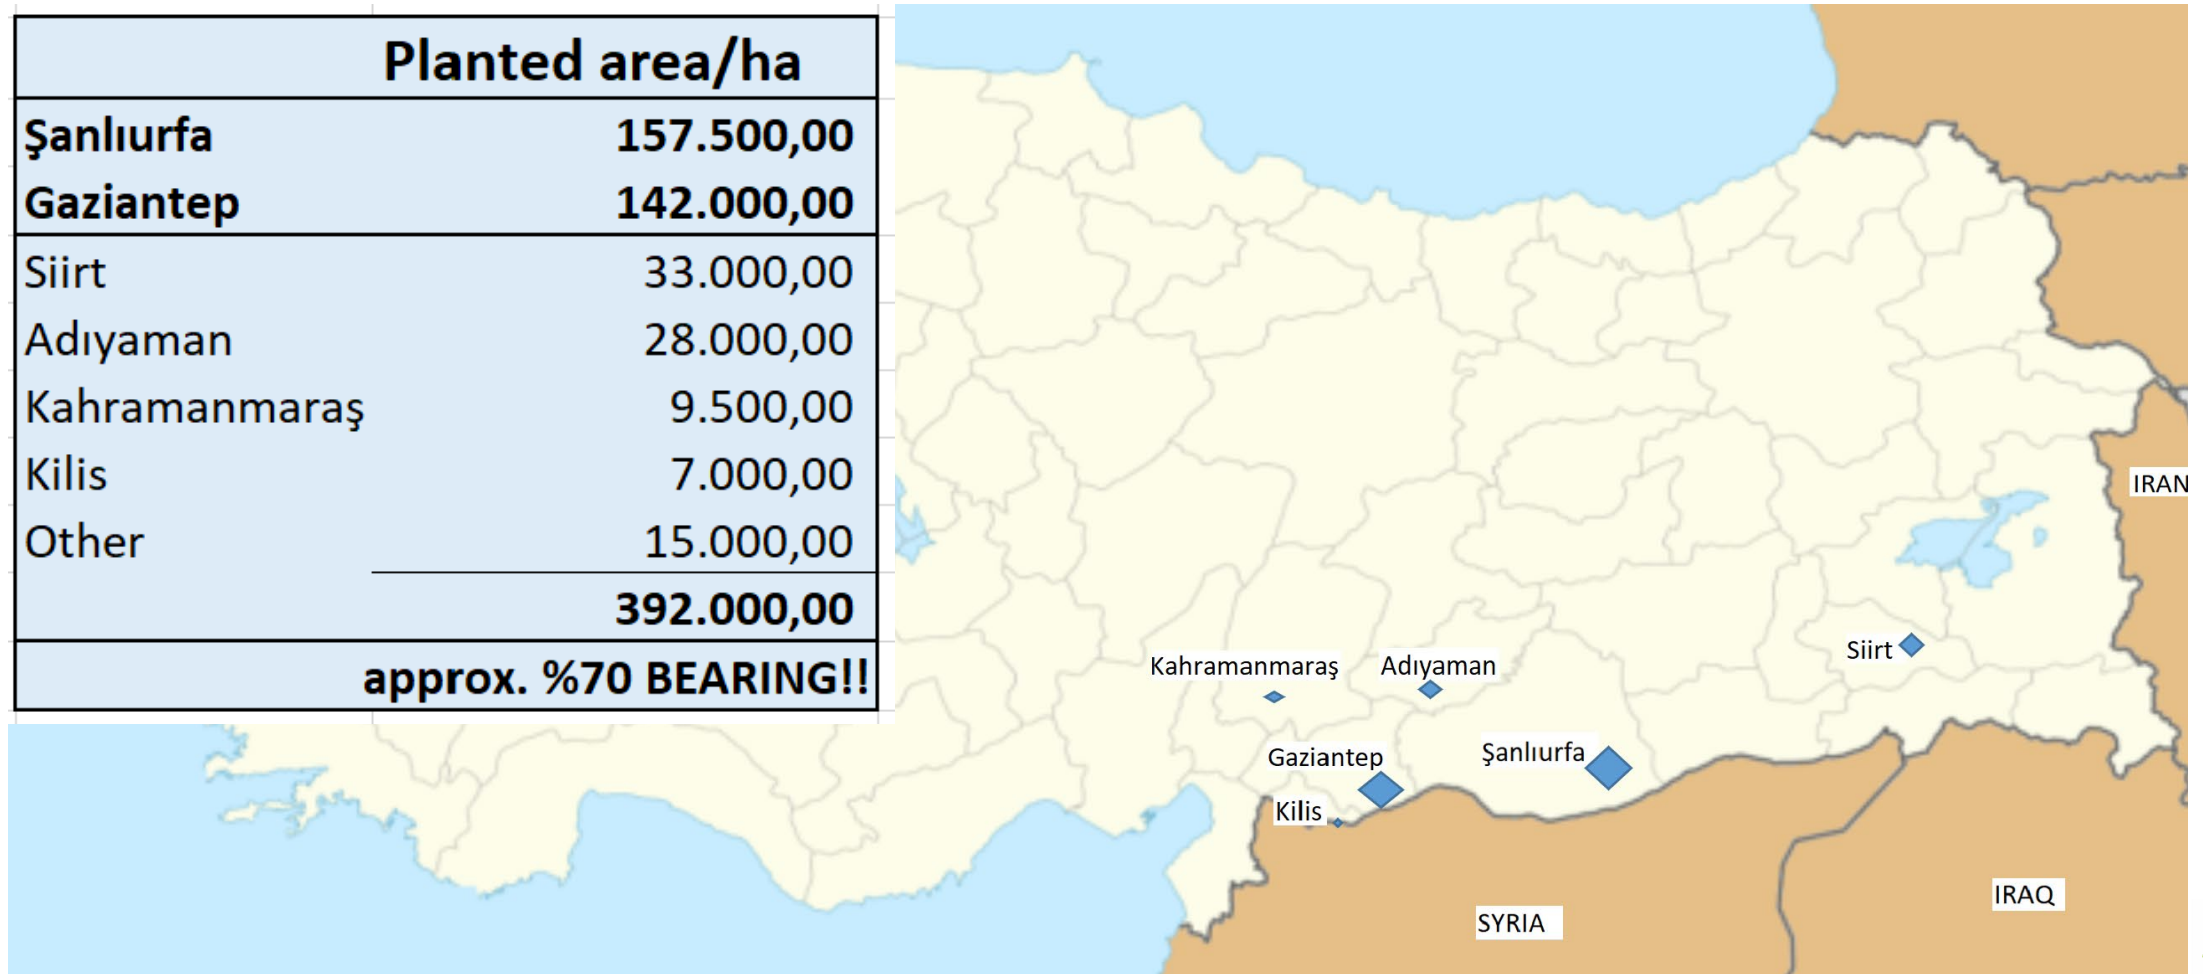 Planted area/ha
Şanlıurfa 157.500,00
Gaziantep 142.000,00
Siirt 33.000,00
Adıyaman 28.000,00
Kahramanmaraş 9.500,00
Kilis 7.000,00
Other 15.000,00
392.000,00
approx. %70 BEARING!!
IRAN
Siirt
Kahramanmaraş
Adıyaman
Gaziantep
Şanlıurfa
Kilis
IRAQ
SYRIA